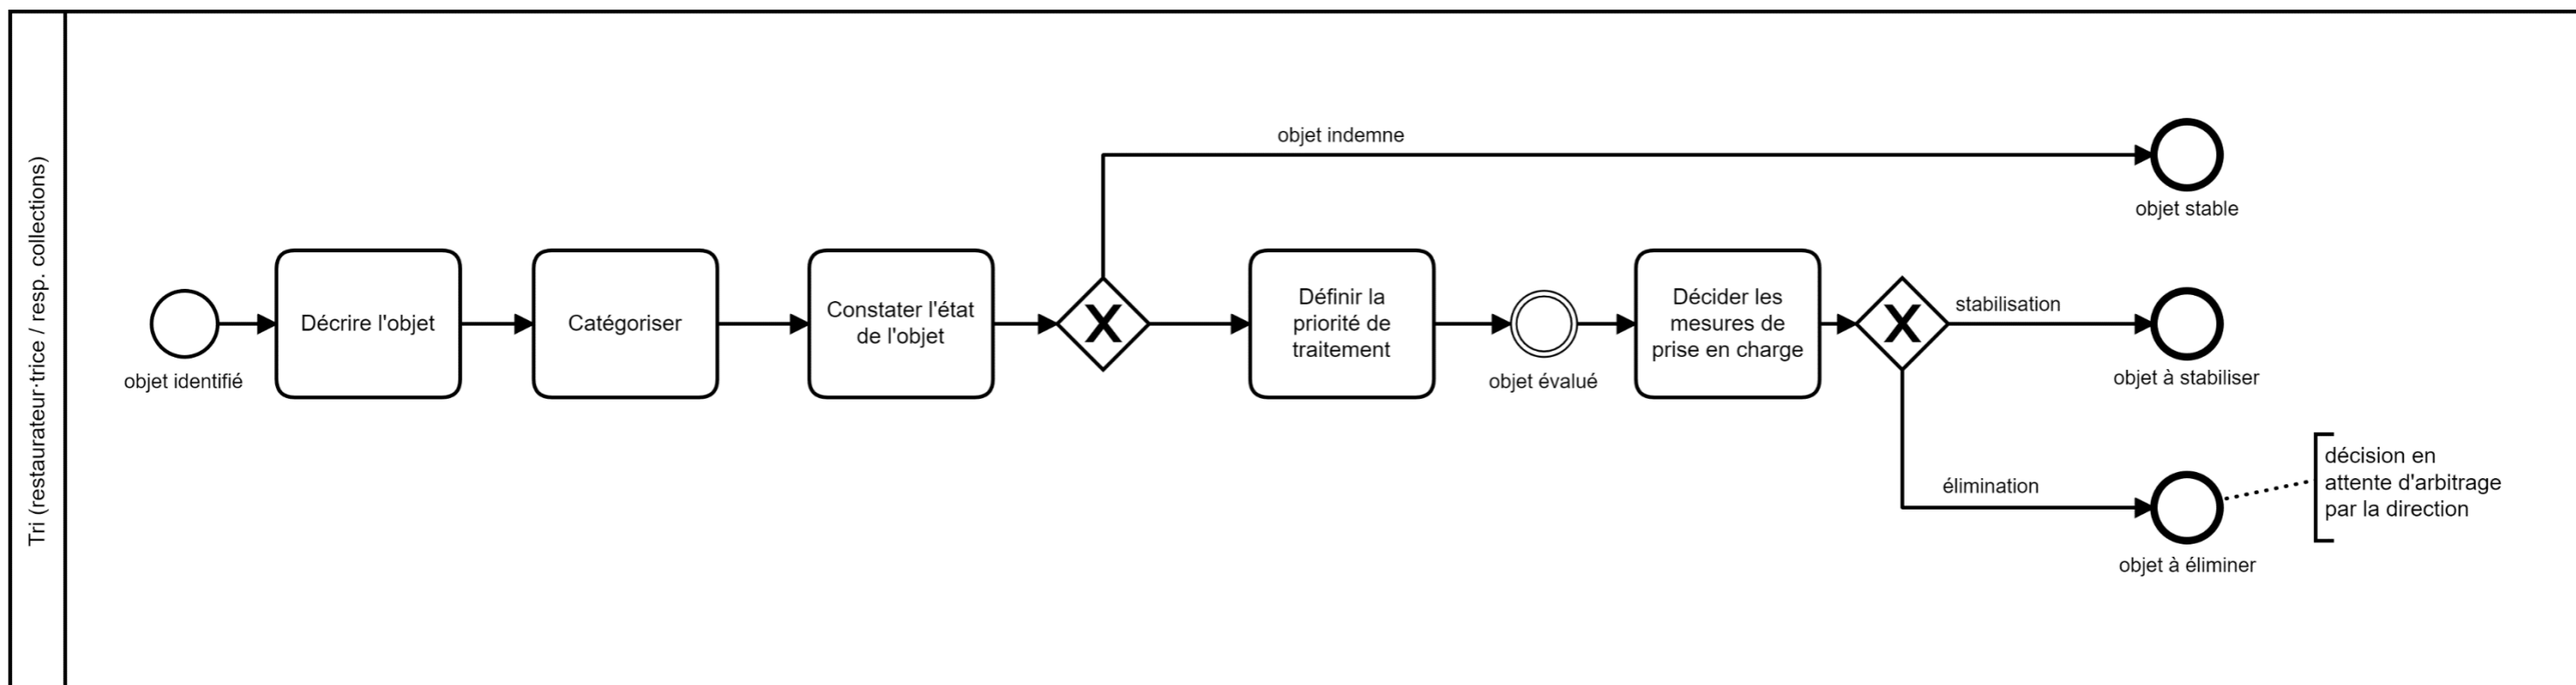 Tri (restaurateur·trice / resp. collections)
objet identifié
Décrire l'objet
Catégoriser
Constater l'état
de l'objet
X
objet indemne
objet stable
Définir la
priorité de
traitement
objet évalué
Décider les
mesures de
prise en charge
X
stabilisation
objet à stabiliser
élimination
objet à éliminer
décision en
attente d'arbitrage
par la direction